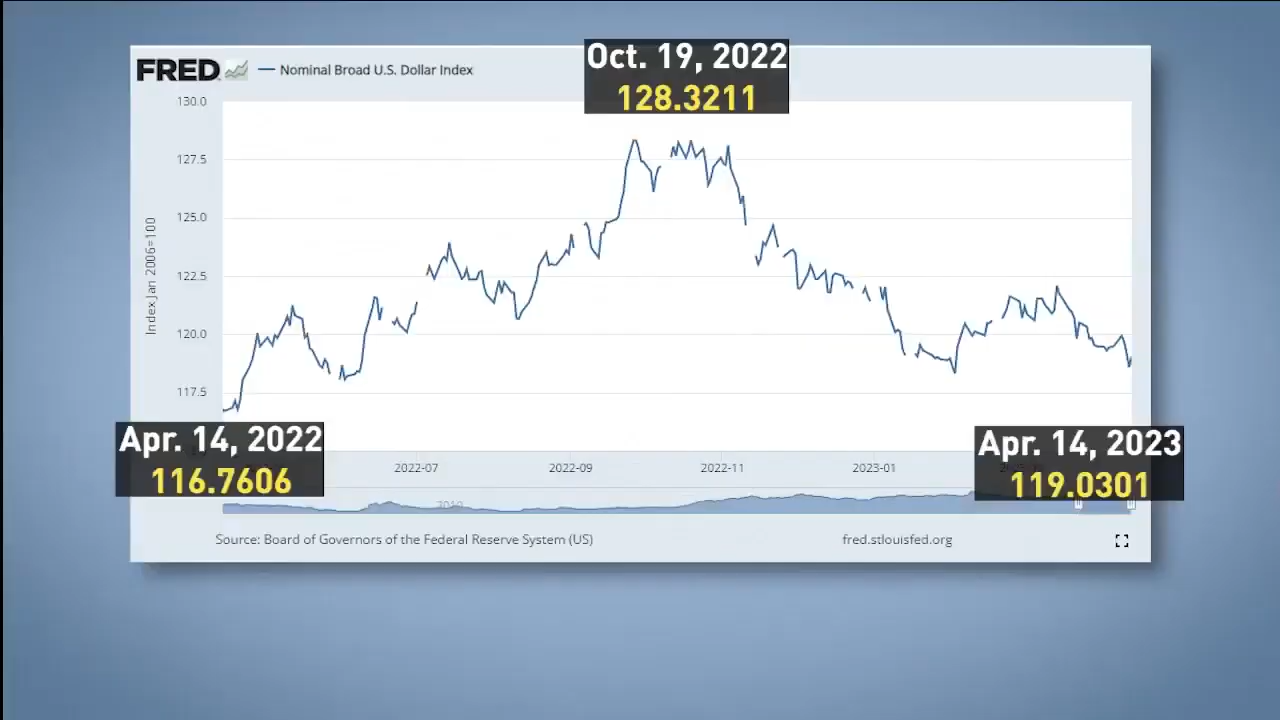 FRED
Nominal Broad U.S. Dollar Index
Oct. 19, 2022
128.3211
130.0
127.5
125.0
122.5
120.0
117.5
Index Jan 2006=100
Apr. 14, 2022
116.7606
Apr. 14, 2023
119.0301
2022-07
2022-09
2022-11
2023-01
2010
Source: Board of Governors of the Federal Reserve System (US)
fred.stlouisfed.org